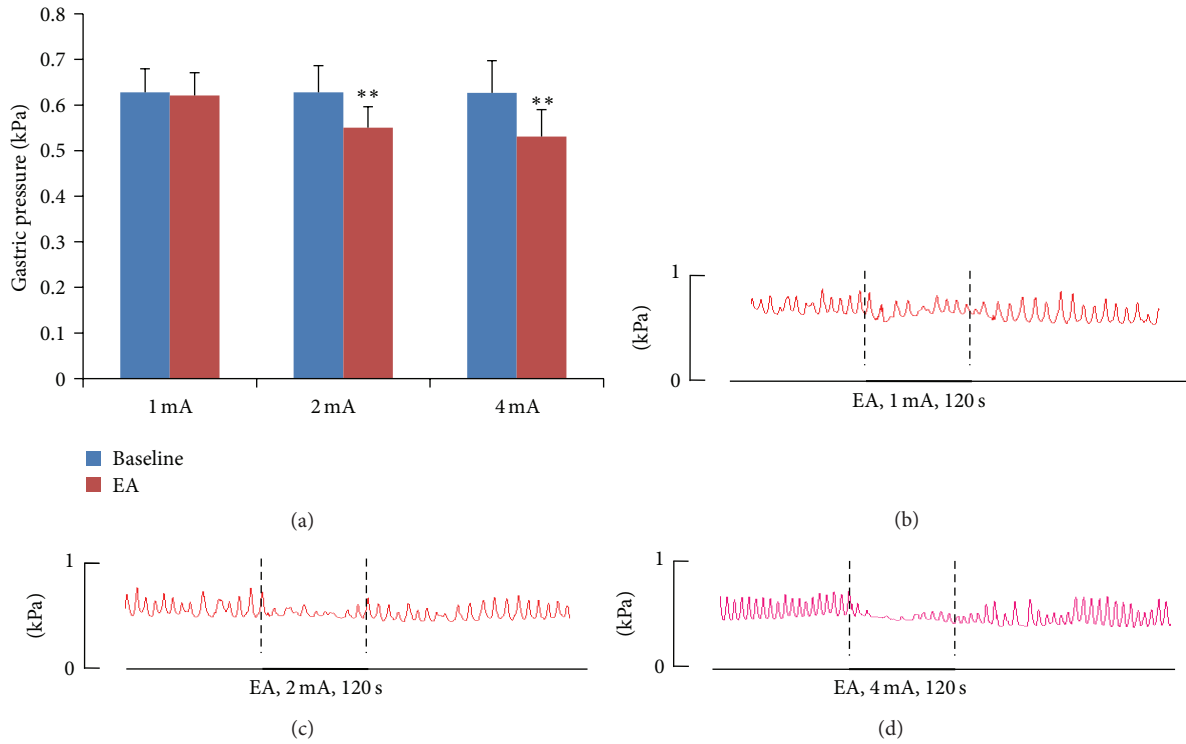 0.8
0.7
0.6
0.5
0.4
0.3
0.2
0.1
0
Gastric pressure (kPa)
**
**
1 mA
2 mA
4 mA
Baseline
EA
(a)
1
(kPa)
0
EA, 1 mA, 120 s
(b)
1
(kPa)
0
EA, 2 mA, 120 s
(c)
1
(kPa)
0
EA, 4 mA, 120 s
(d)